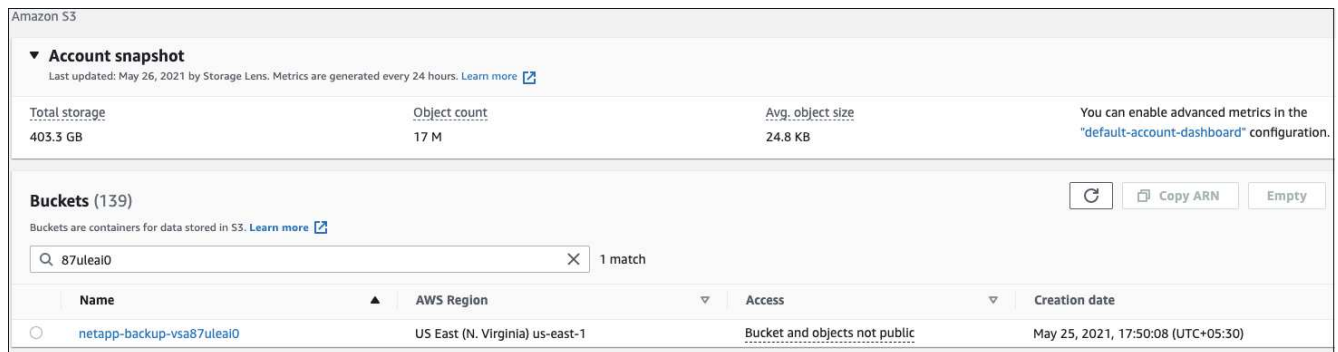 Amazon S3
Account snapshot
Last updated: May 26, 2021 by Storage Lens. Metrics are generated every 24 hours. Learn more
Total storage Object count Avg. object size You can enable advanced metrics in the
403.3 GB 17 M 24.8 KB "default-account-dashboard" configuration.
Buckets (139) Copy ARN Empty
Buckets are containers for data stored in S3. Learn more
87uleai0 1 match
Name AWS Region Access Creation date
netapp-backup-vsa87uleai0 US East (N. Virginia) us-east-1 Bucket and objects not public May 25, 2021, 17:50:08 (UTC+05:30)